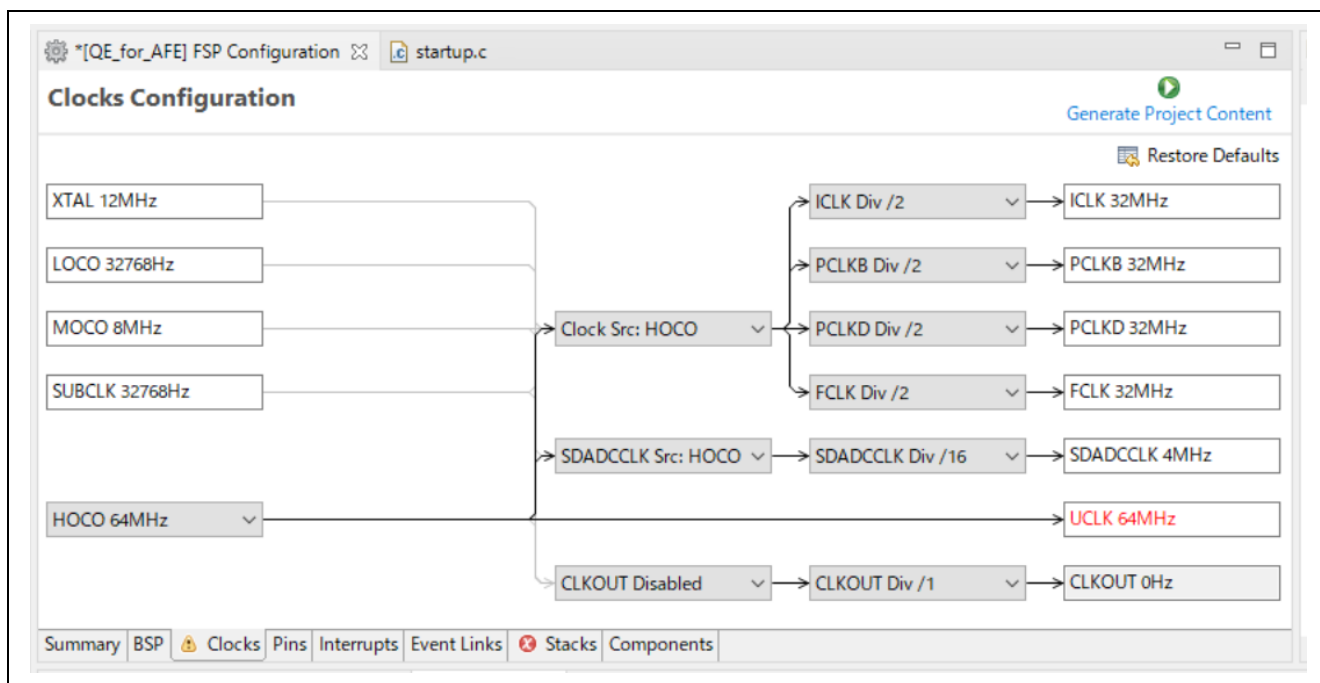 *[QE_for_AFE] FSP Configuration
startup.c
Clocks Configuration
Generate Project Content
Restore Defaults
XTAL 12MHz
ICLK Div /2
ICLK 32MHz
LOCO 32768Hz
PCLKB Div /2
PCLKB 32MHz
MOCO 8MHz
Clock Src: HOCO
PCLKD Div /2
PCLKD 32MHz
SUBCLK 32768Hz
FCLK Div /2
FCLK 32MHz
SDADCCLK Src: HOCO
SDADCCLK Div /16
SDADCCLK 4MHz
HOCO 64MHz
UCLK 64MHz
CLKOUT Disabled
CLKOUT Div /1
CLKOUT 0Hz
Summary BSP Clocks Pins Interrupts Event Links Stacks Components